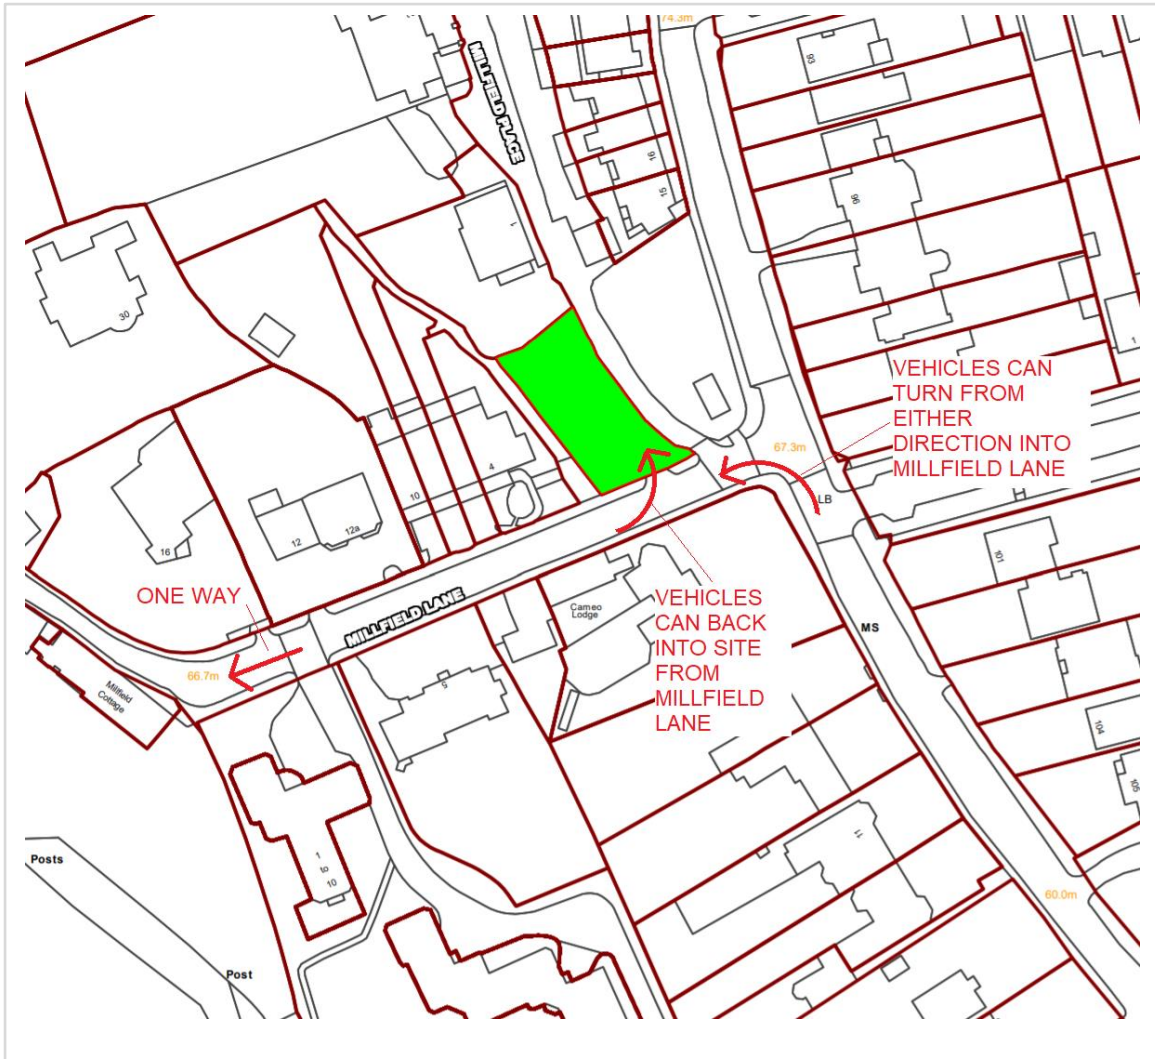 74.3m
MILLFIELD PLACE
93
16
15
1
96
30
1
VEHICLES CAN
TURN FROM
EITHER
DIRECTION INTO
MILLFIELD LANE
67.3m
LB
4
10
12a
12
16
101
ONE WAY
MILLFIELD LANE
Cameo
Lodge
VEHICLES
CAN BACK
INTO SITE
FROM
MILLFIELD
LANE
MS
66.7m
Millfield
Cottage
5
104
105
11
Posts
1
to
10
60.0m
Post